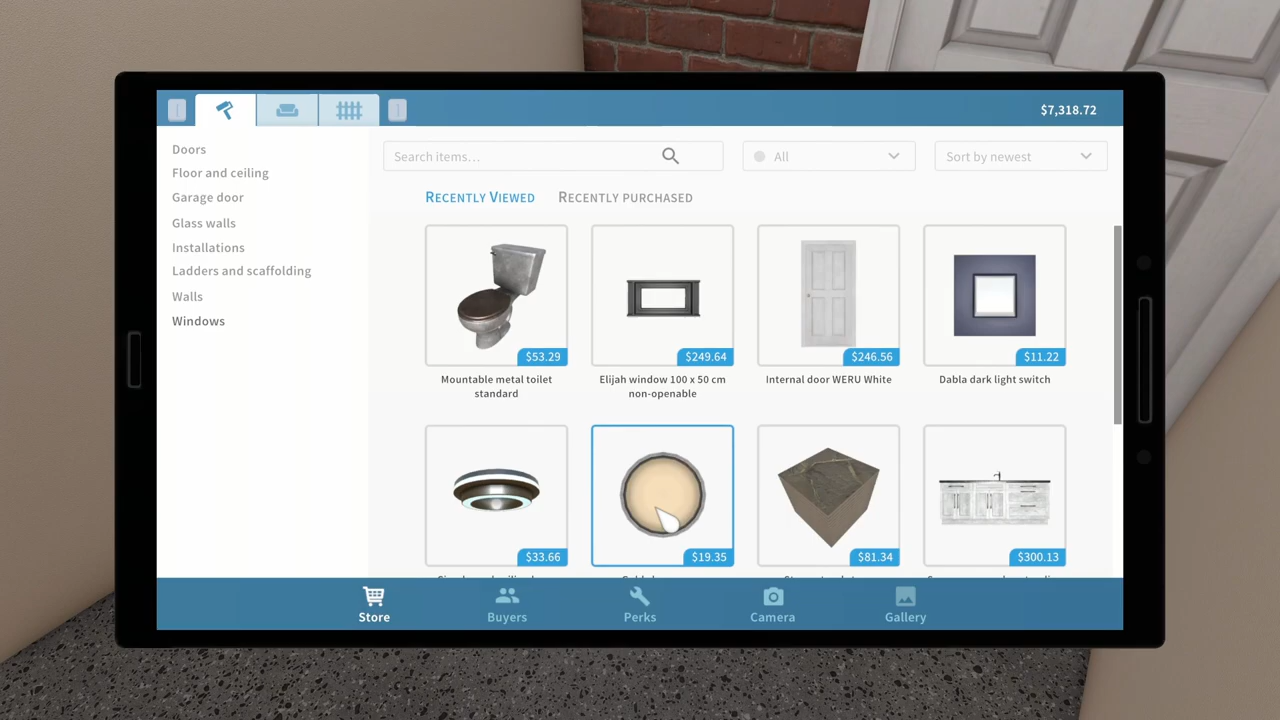 $7,318.72
Doors
Floor and ceiling
Garage door
Glass walls
Installations
Ladders and scaffolding
Walls
Windows
Search items...
All
Sort by newest
RECENTLY VIEWED
RECENTLY PURCHASED
$53.29
$249.64
$246.56
$11.22
Mountable metal toilet
standard
Elijah window 100 x 50 cm
non-openable
Internal door WERU White
Dabla dark light switch
$33.66
$19.35
$81.34
$300.13
Store
Buyers
Perks
Camera
Gallery